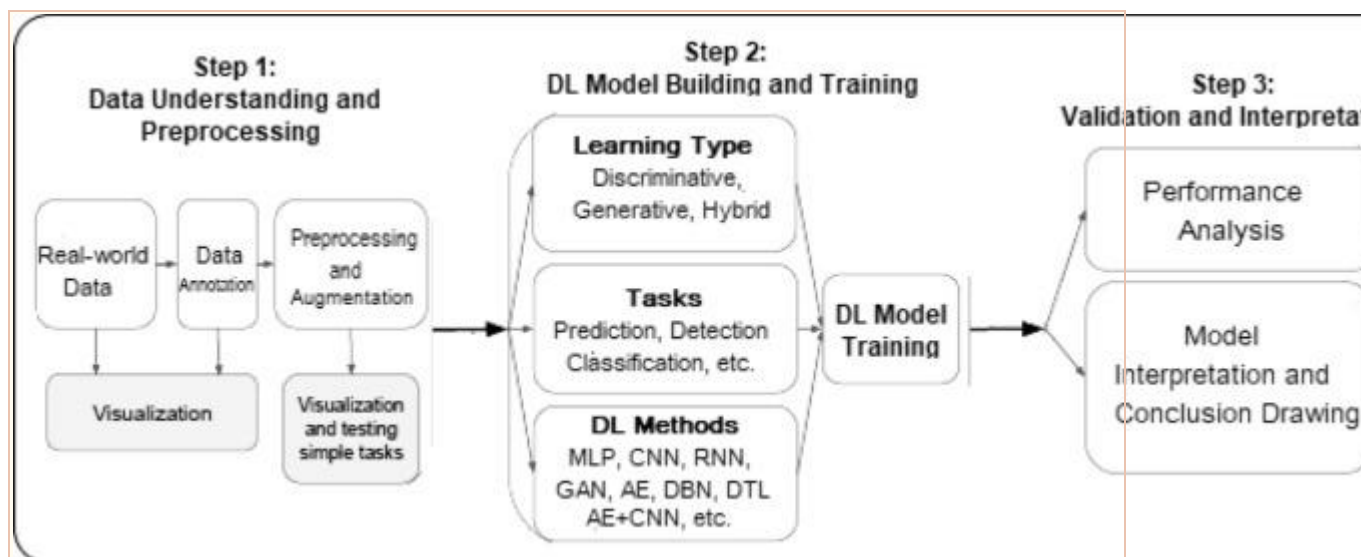 Step 1:
Data Understanding and
Preprocessing
Real-world
Data
Data
Annotation
Preprocessing
and
Augmentation
Visualization
Visualization
and testing
simple tasks
Step 2:
DL Model Building and Training
Learning Type
Discriminative,
Generative, Hybrid
Tasks
Prediction, Detection
Classification, etc.
DL Methods
MLP, CNN, RNN,
GAN, AE, DBN, DTL
AE+CNN, etc.
DL Model
Training
Step 3:
Validation and Interpreta
Performance
Analysis
Model
Interpretation and
Conclusion Drawing